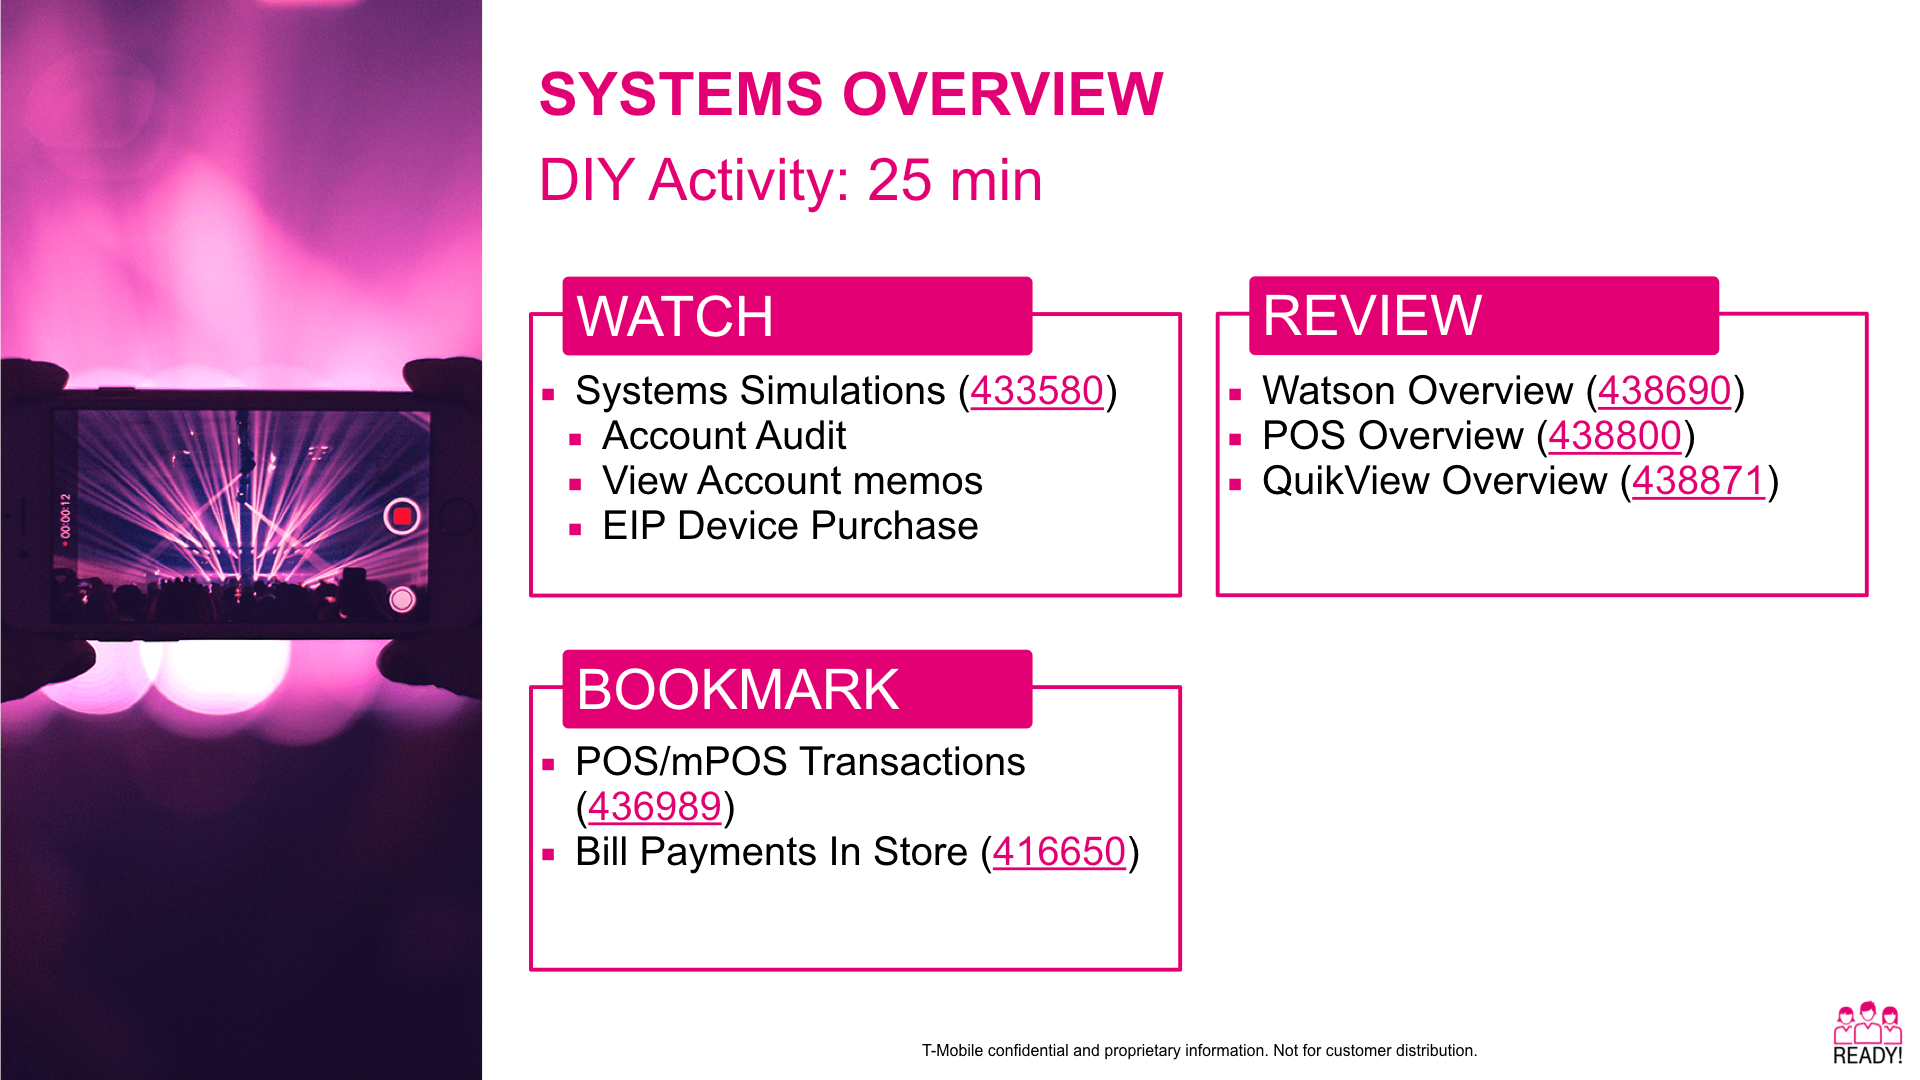 SYSTEMS OVERVIEW
DIY Activity: 25 min
WATCH
▪ Systems Simulations (433580)
▪ Account Audit
▪ View Account memos
▪ EIP Device Purchase
REVIEW
▪ Watson Overview (438690)
▪ POS Overview (438800)
▪ QuikView Overview (438871)
BOOKMARK
▪ POS/mPOS Transactions
(436989)
▪ Bill Payments In Store (416650)
00:00:12
T-Mobile confidential and proprietary information. Not for customer distribution.
READY!